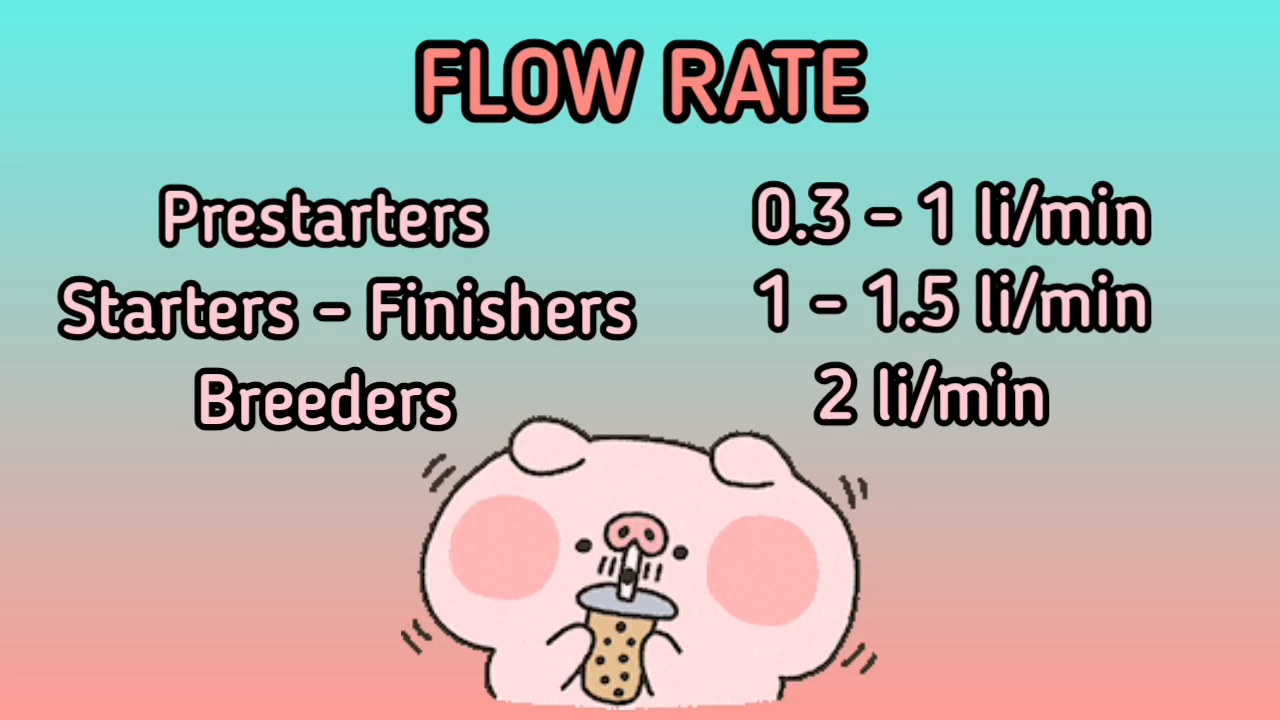 FLOW RATE
Prestarters 0.3 - 1 li/min
Starters - Finishers 1 - 1.5 li/min
Breeders 2 li/min